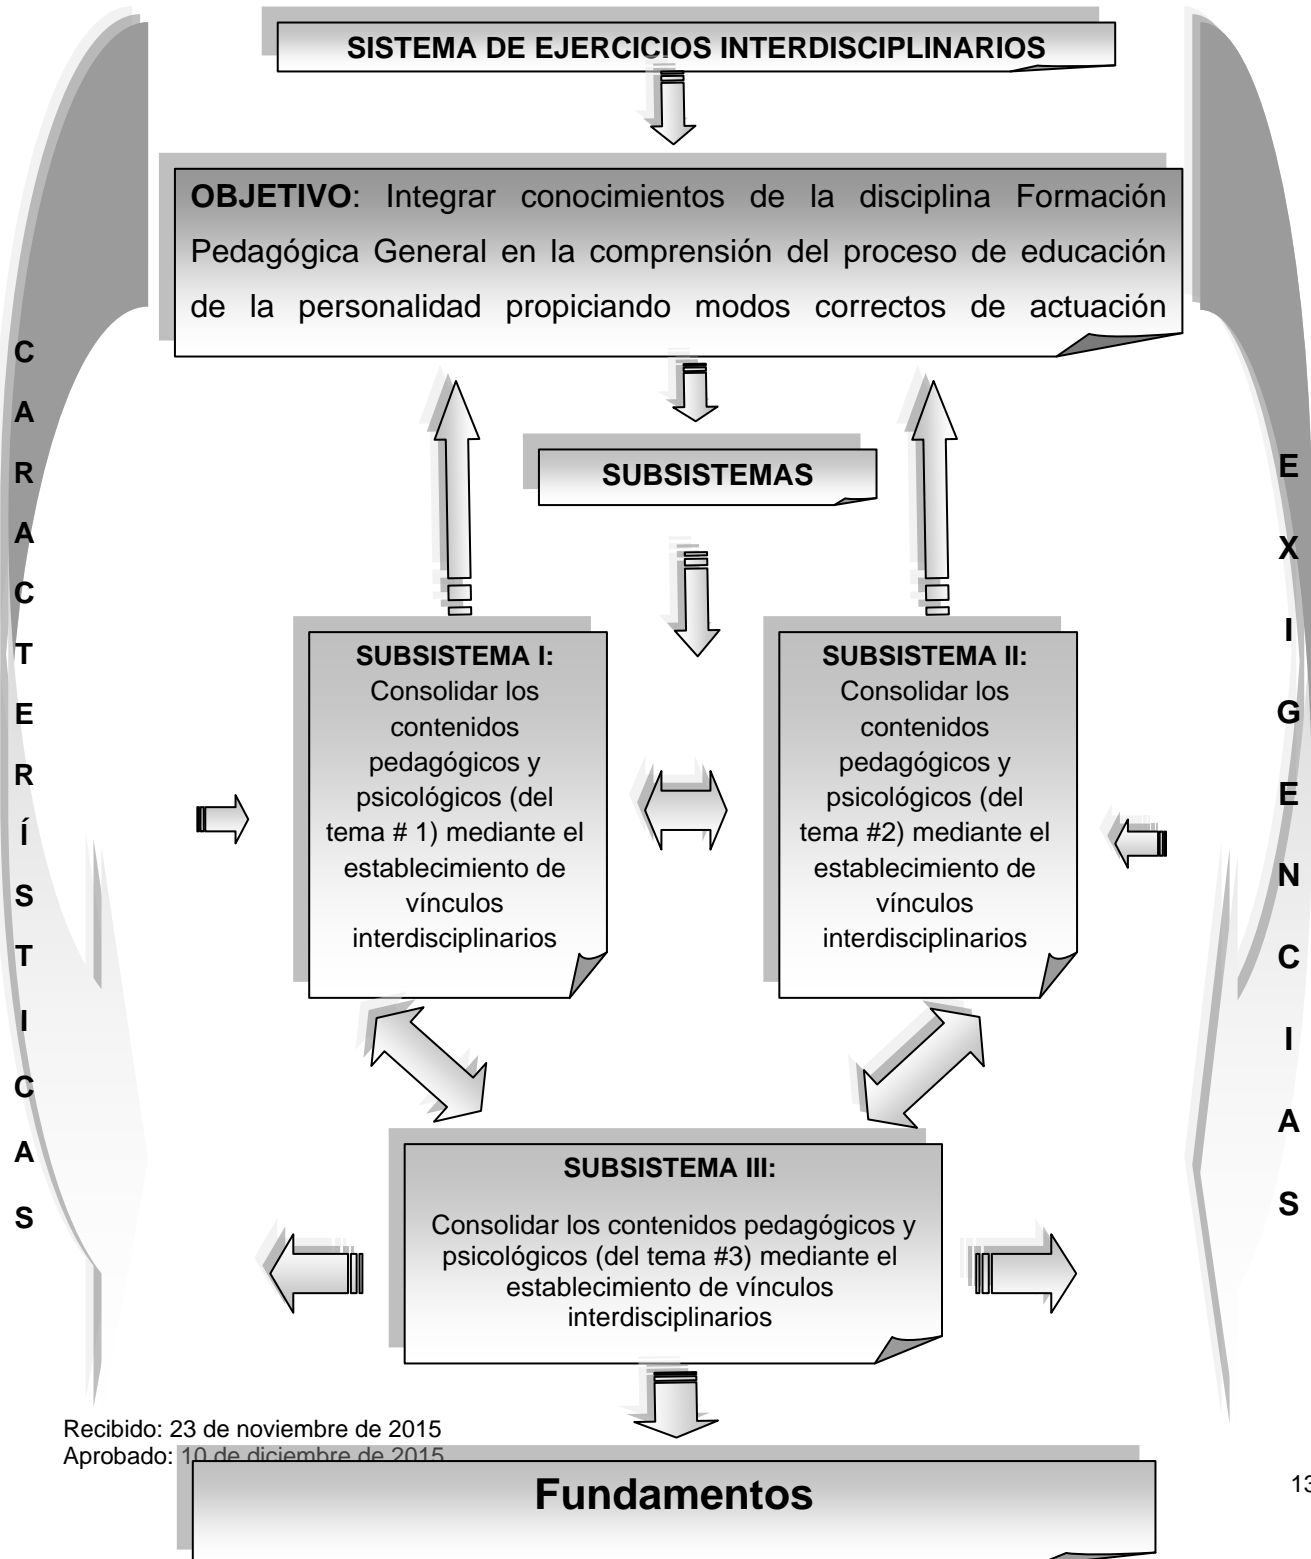 SISTEMA DE EJERCICIOS INTERDISCIPLINARIOS
OBJETIVO: Integrar conocimientos de la disciplina Formación
Pedagógica General en la comprensión del proceso de educación
de la personalidad propiciando modos correctos de actuación
SUBSISTEMAS
C
A
R
A
C
T
E
R
Í
S
T
I
C
A
S
SUBSISTEMA I:
Consolidar los
contenidos
pedagógicos y
psicológicos (del
tema # 1) mediante el
establecimiento de
vínculos
interdisciplinarios
SUBSISTEMA II:
Consolidar los
contenidos
pedagógicos y
psicológicos (del
tema #2) mediante el
establecimiento de
vínculos
interdisciplinarios
E
X
I
G
E
N
C
I
A
S
SUBSISTEMA III:
Consolidar los contenidos pedagógicos y
psicológicos (del tema #3) mediante el
establecimiento de vínculos
interdisciplinarios
Recibido: 23 de noviembre de 2015
Aprobado: 10 de diciembre de 2015
13
Fundamentos